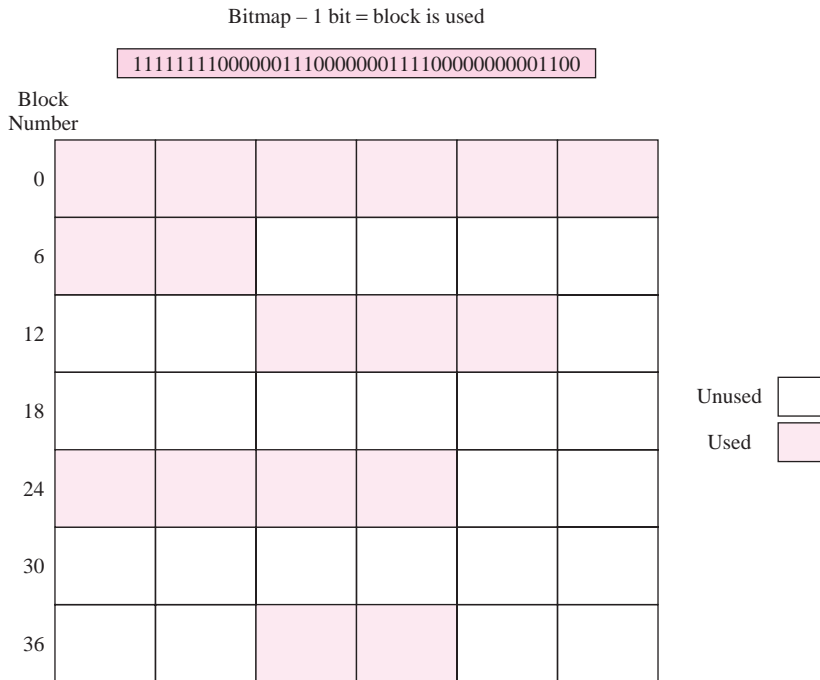 Bitmap – 1 bit = block is used
111111110000001110000000111100000000001100
Block
Number
0
6
12
18
Unused
Used
24
30
36